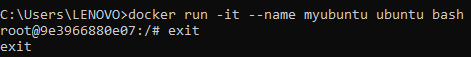 C:\Users\LENOVO>docker run -it --name myubuntu ubuntu bash
root@9e3966880e07:/# exit
exit